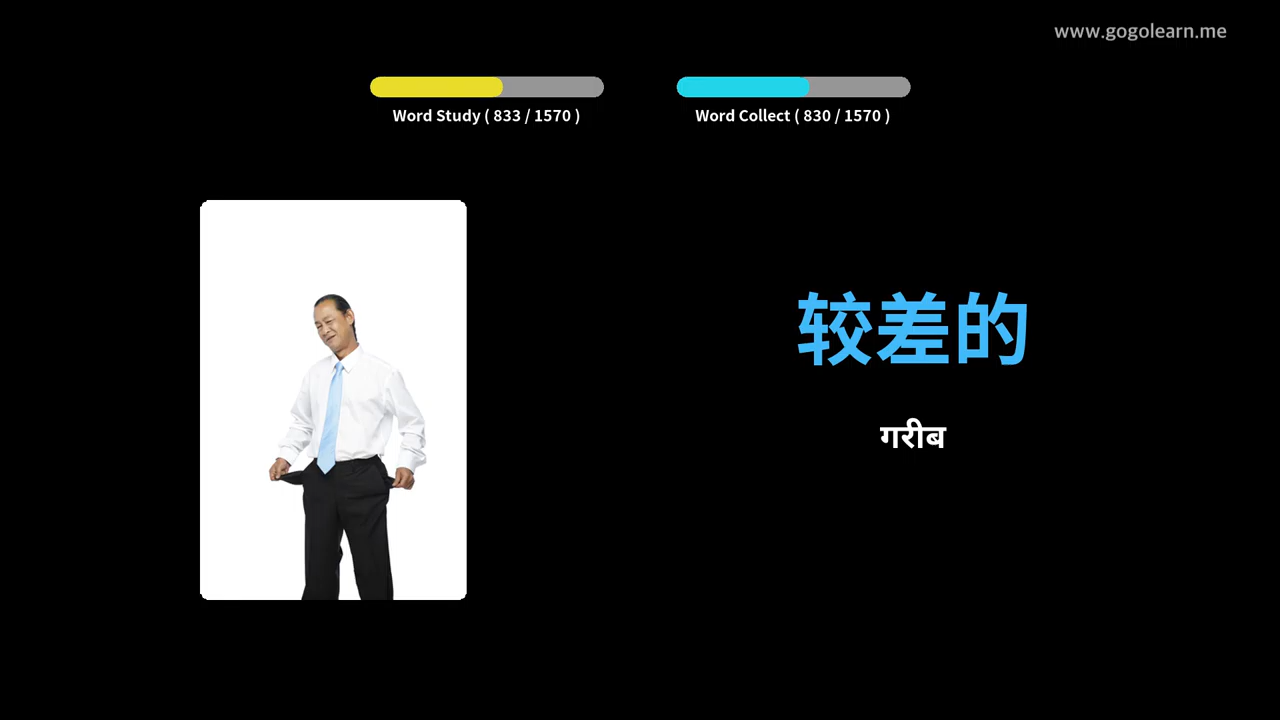 www.gogolearn.me
Word Study ( 833 / 1570 )
Word Collect ( 830 / 1570 )
较差的
गरीब